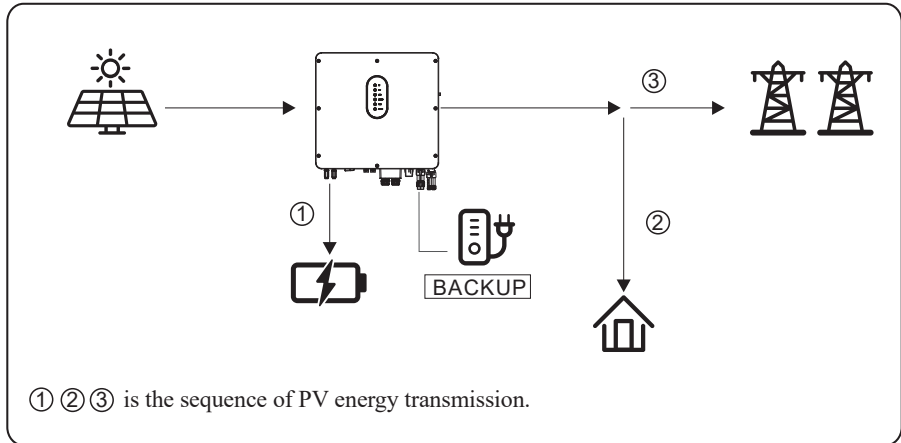 ③
①
②
BACKUP
① ② ③ is the sequence of PV energy transmission.